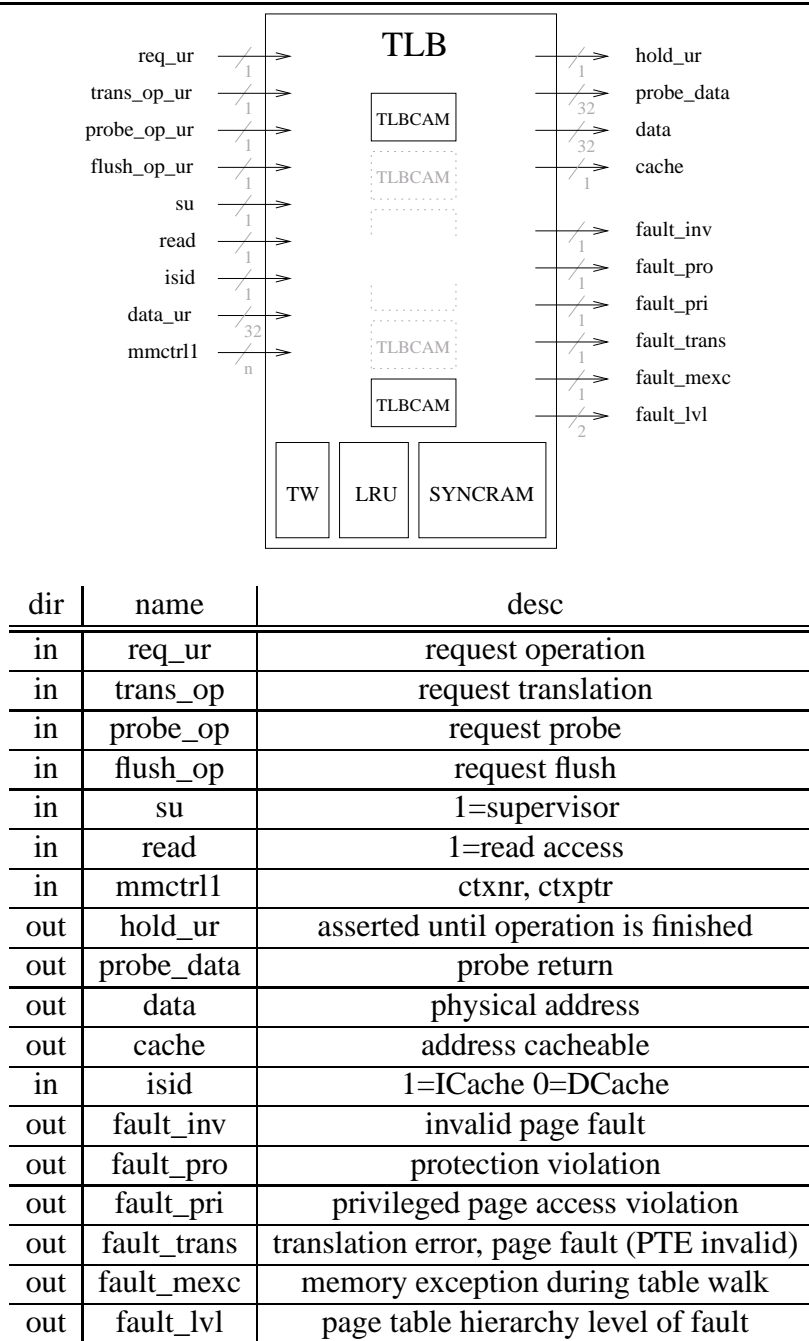 TLB
req_ur
1
trans_op_ur
1
probe_op_ur
1
flush_op_ur
1
su
1
read
1
isid
1
data_ur
32
mmctrl1
n
TLBCAM
TLBCAM
TLBCAM
TLBCAM
TW
LRU
SYNCRAM
hold_ur
1
probe_data
32
data
32
cache
1
fault_inv
1
fault_pro
1
fault_pri
1
fault_trans
1
fault_mexc
1
fault_lvl
2
dir name desc
in req_ur request operation
in trans_op request translation
in probe_op request probe
in flush_op request flush
in su 1=supervisor
in read 1=read access
in mmctrl1 ctxnr, ctxptr
out hold_ur asserted until operation is finished
out probe_data probe return
out data physical address
out cache address cacheable
in isid 1=ICache 0=DCache
out fault_inv invalid page fault
out fault_pro protection violation
out fault_pri privileged page access violation
out fault_trans translation error, page fault (PTE invalid)
out fault_mexc memory exception during table walk
out fault_lvl page table hierarchy level of fault